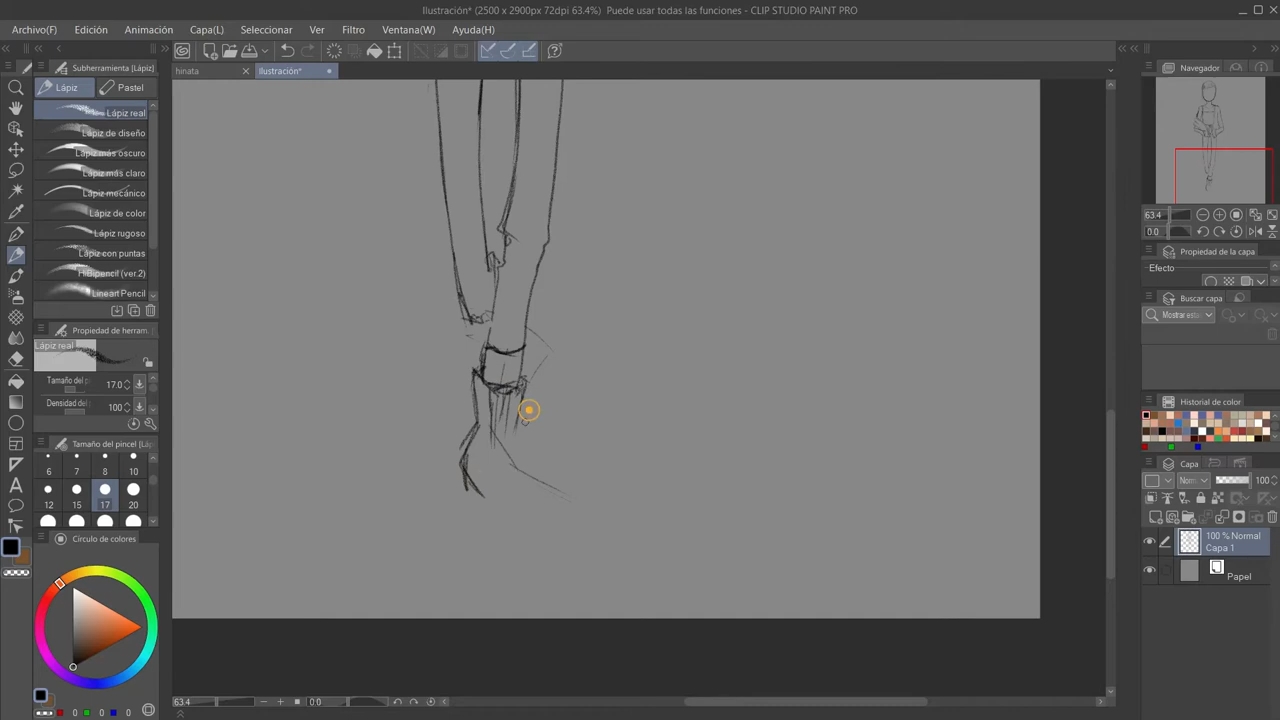 Ilustración* (2500 x 2900px 72dpi 63.4%) Puede usar todas las funciones - CLIP STUDIO PAINT PRO
Archivo(F) Edición Animación Capa(L) Seleccionar Ver Filtro Ventana(W) Ayuda(H)
Subherramienta [Lápiz]
hinata
Ilustración*
Navegador
Lápiz Pastel
Lápiz real
Lápiz de diseño
Lápiz más oscuro
Lápiz más claro
Lápiz mecánico
Lápiz de color
Lápiz rugoso
Lápiz con puntas
HiBipencil (ver.2)
Lineart Pencil
63.4
0.0
Propiedad de la capa
Efecto
Buscar capa
Mostrar esta
Propiedad de herram.
Lápiz real
Tamaño del p 17.0
Densidad del 100
Historial de color
Tamaño del pincel
6 7 8 10
12 15 17 20
Capa
Norm 100
100 % Normal
Capa 1
Papel
Círculo de colores
63.4 0.0
0 0 0